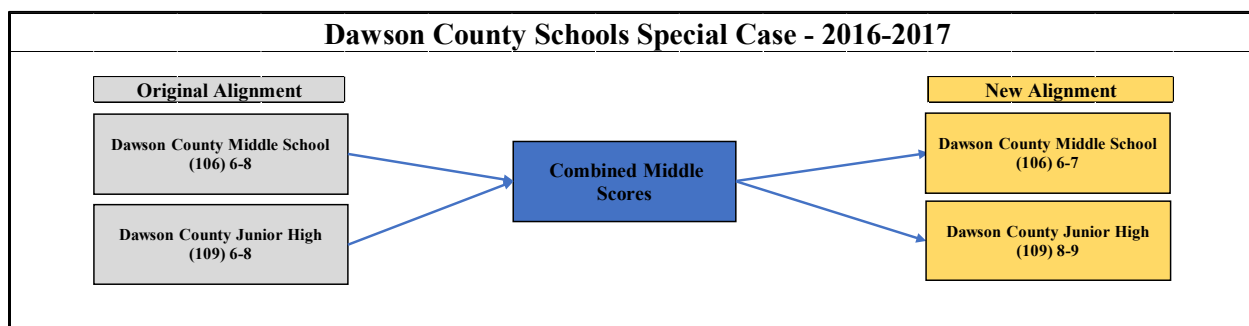 Dawson County Schools Special Case - 2016-2017
Original Alignment
New Alignment
Dawson County Middle School
(106) 6-8
Dawson County Junior High
(109) 6-8
Combined Middle
Scores
Dawson County Middle School
(106) 6-7
Dawson County Junior High
(109) 8-9